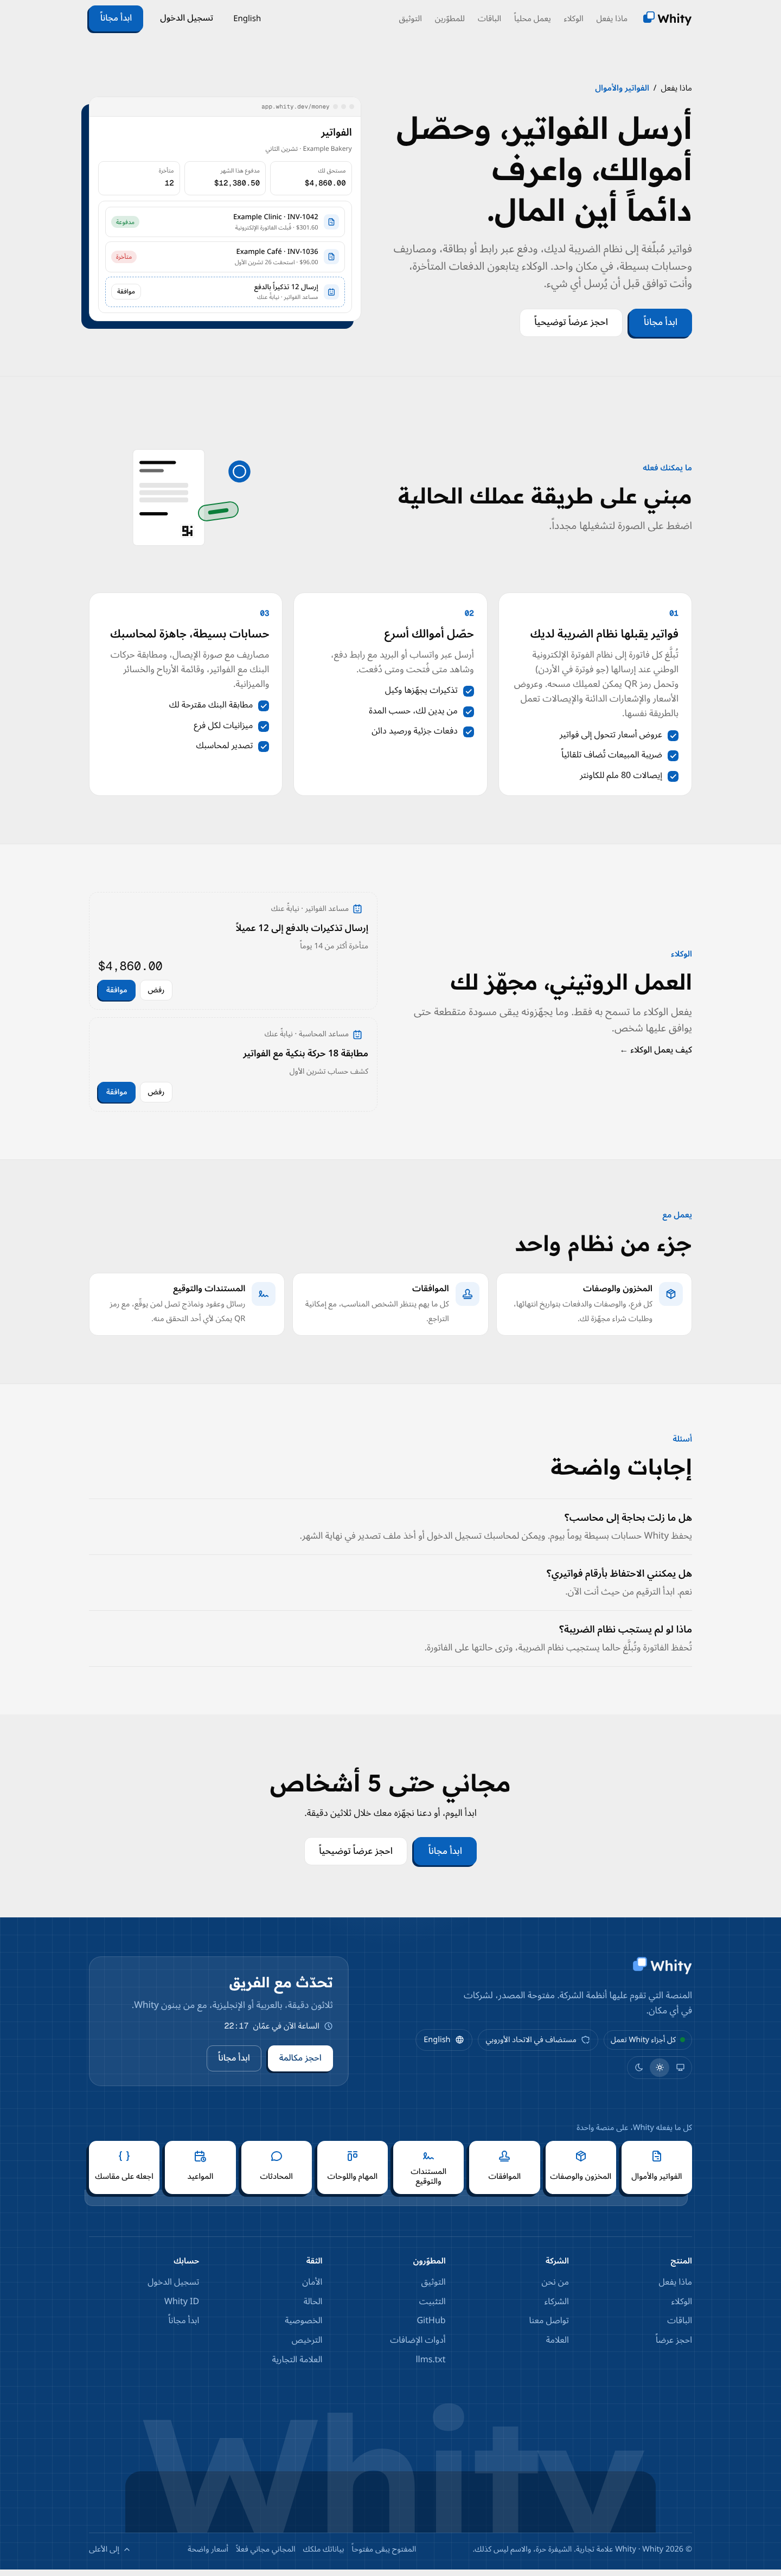 Whity
ماذا يفعل
الوكلاء
يعمل محلياً
الباقات
للمطوّرين
التوثيق
English
تسجيل الدخول
ابدأ مجاناً
ماذا يفعل / الفواتير والأموال
أرسل الفواتير، وحصّل
أموالك، واعرف
دائماً أين المال.
فواتير مُبلّغة إلى نظام الضريبة لديك، ودفع عبر رابط أو بطاقة، ومصاريف
وحسابات بسيطة، في مكان واحد. الوكلاء يتابعون الدفعات المتأخرة،
وأنت توافق قبل أن يُرسل أي شيء.
ابدأ مجاناً
احجز عرضاً توضيحياً
app.whity.dev/money
الفواتير
Example Bakery · تشرين الثاني
مستحق لك
$4,860.00
مدفوع هذا الشهر
$12,380.50
متأخرة
12
Example Clinic · INV-1042
$301.60 · قُبلت الفاتورة الإلكترونية
مدفوعة
Example Café · INV-1036
$96.00 · استحقت 26 تشرين الأول
متأخرة
إرسال 12 تذكيراً بالدفع
مساعد الفواتير · نيابةً عنك
موافقة
ما يمكنك فعله
مبني على طريقة عملك الحالية
اضغط على الصورة لتشغيلها مجدداً.
01
فواتير يقبلها نظام الضريبة لديك
تُبلَّغ كل فاتورة إلى نظام الفوترة الإلكترونية
الوطني عند إرسالها (جو فوترة في الأردن)
وتحمل رمز QR يمكن لعميلك مسحه. وعروض
الأسعار والإشعارات الدائنة والإيصالات تعمل
بالطريقة نفسها.
عروض أسعار تتحول إلى فواتير
ضريبة المبيعات تُضاف تلقائياً
إيصالات 80 ملم للكاونتر
02
حصّل أموالك أسرع
أرسل عبر واتساب أو البريد مع رابط دفع،
وشاهد متى فُتحت ومتى دُفعت.
تذكيرات يجهّزها وكيل
من يدين لك، حسب المدة
دفعات جزئية ورصيد دائن
03
حسابات بسيطة، جاهزة لمحاسبك
مصاريف مع صورة الإيصال، ومطابقة حركات
البنك مع الفواتير، وقائمة الأرباح والخسائر
والميزانية.
مطابقة البنك مقترحة لك
ميزانيات لكل فرع
تصدير لمحاسبك
الوكلاء
العمل الروتيني، مجهّز لك
يفعل الوكلاء ما تسمح به فقط. وما يجهّزونه يبقى مسودة متقطعة حتى
يوافق عليها شخص.
كيف يعمل الوكلاء ←
مساعد الفواتير · نيابةً عنك
إرسال تذكيرات بالدفع إلى 12 عميلاً
متأخرة أكثر من 14 يوماً
$4,860.00
رفض
موافقة
مساعد المحاسبة · نيابةً عنك
مطابقة 18 حركة بنكية مع الفواتير
كشف حساب تشرين الأول
رفض
موافقة
يعمل مع
جزء من نظام واحد
المخزون والوصفات
كل فرع، والوصفات والدفعات بتواريخ انتهائها،
وطلبات شراء مجهّزة لك.
الموافقات
كل ما يهم ينتظر الشخص المناسب، مع إمكانية
التراجع.
المستندات والتوقيع
رسائل وعقود ونماذج تصل لمن يوقّع، مع رمز
QR يمكن لأي أحد التحقق منه.
أسئلة
إجابات واضحة
هل ما زلت بحاجة إلى محاسب؟
يحفظ Whity حسابات بسيطة يوماً بيوم. ويمكن لمحاسبك تسجيل الدخول أو أخذ ملف تصدير في نهاية الشهر.
هل يمكنني الاحتفاظ بأرقام فواتيري؟
نعم. ابدأ الترقيم من حيث أنت الآن.
ماذا لو لم يستجب نظام الضريبة؟
تُحفظ الفاتورة وتُبلَّغ حالما يستجيب نظام الضريبة، وترى حالتها على الفاتورة.
مجاني حتى 5 أشخاص
ابدأ اليوم، أو دعنا نجهّزه معك خلال ثلاثين دقيقة.
ابدأ مجاناً
احجز عرضاً توضيحياً
Whity
المنصة التي تقوم عليها أنظمة الشركة. مفتوحة المصدر، لشركات
في أي مكان.
كل أجزاء Whity تعمل
مستضاف في الاتحاد الأوروبي
English
تحدّث مع الفريق
ثلاثون دقيقة، بالعربية أو الإنجليزية، مع من يبنون Whity.
الساعة الآن في عمّان 22:17
احجز مكالمة
ابدأ مجاناً
كل ما يفعله Whity، على منصة واحدة
الفواتير والأموال
المخزون والوصفات
الموافقات
المستندات
والتوقيع
المهام واللوحات
المحادثات
المواعيد
اجعله على مقاسك
المنتج
ماذا يفعل
الوكلاء
الباقات
احجز عرضاً
الشركة
من نحن
الشركاء
تواصل معنا
العلامة
المطوّرون
التوثيق
التثبيت
GitHub
أدوات الإضافات
llms.txt
الثقة
الأمان
الحالة
الخصوصية
الترخيص
العلامة التجارية
حسابك
تسجيل الدخول
Whity ID
ابدأ مجاناً
Whity
© 2026 Whity · Whity علامة تجارية. الشيفرة حرة، والاسم ليس كذلك.
المفتوح يبقى مفتوحاً
بياناتك ملكك
المجاني مجاني فعلاً
أسعار واضحة
إلى الأعلى